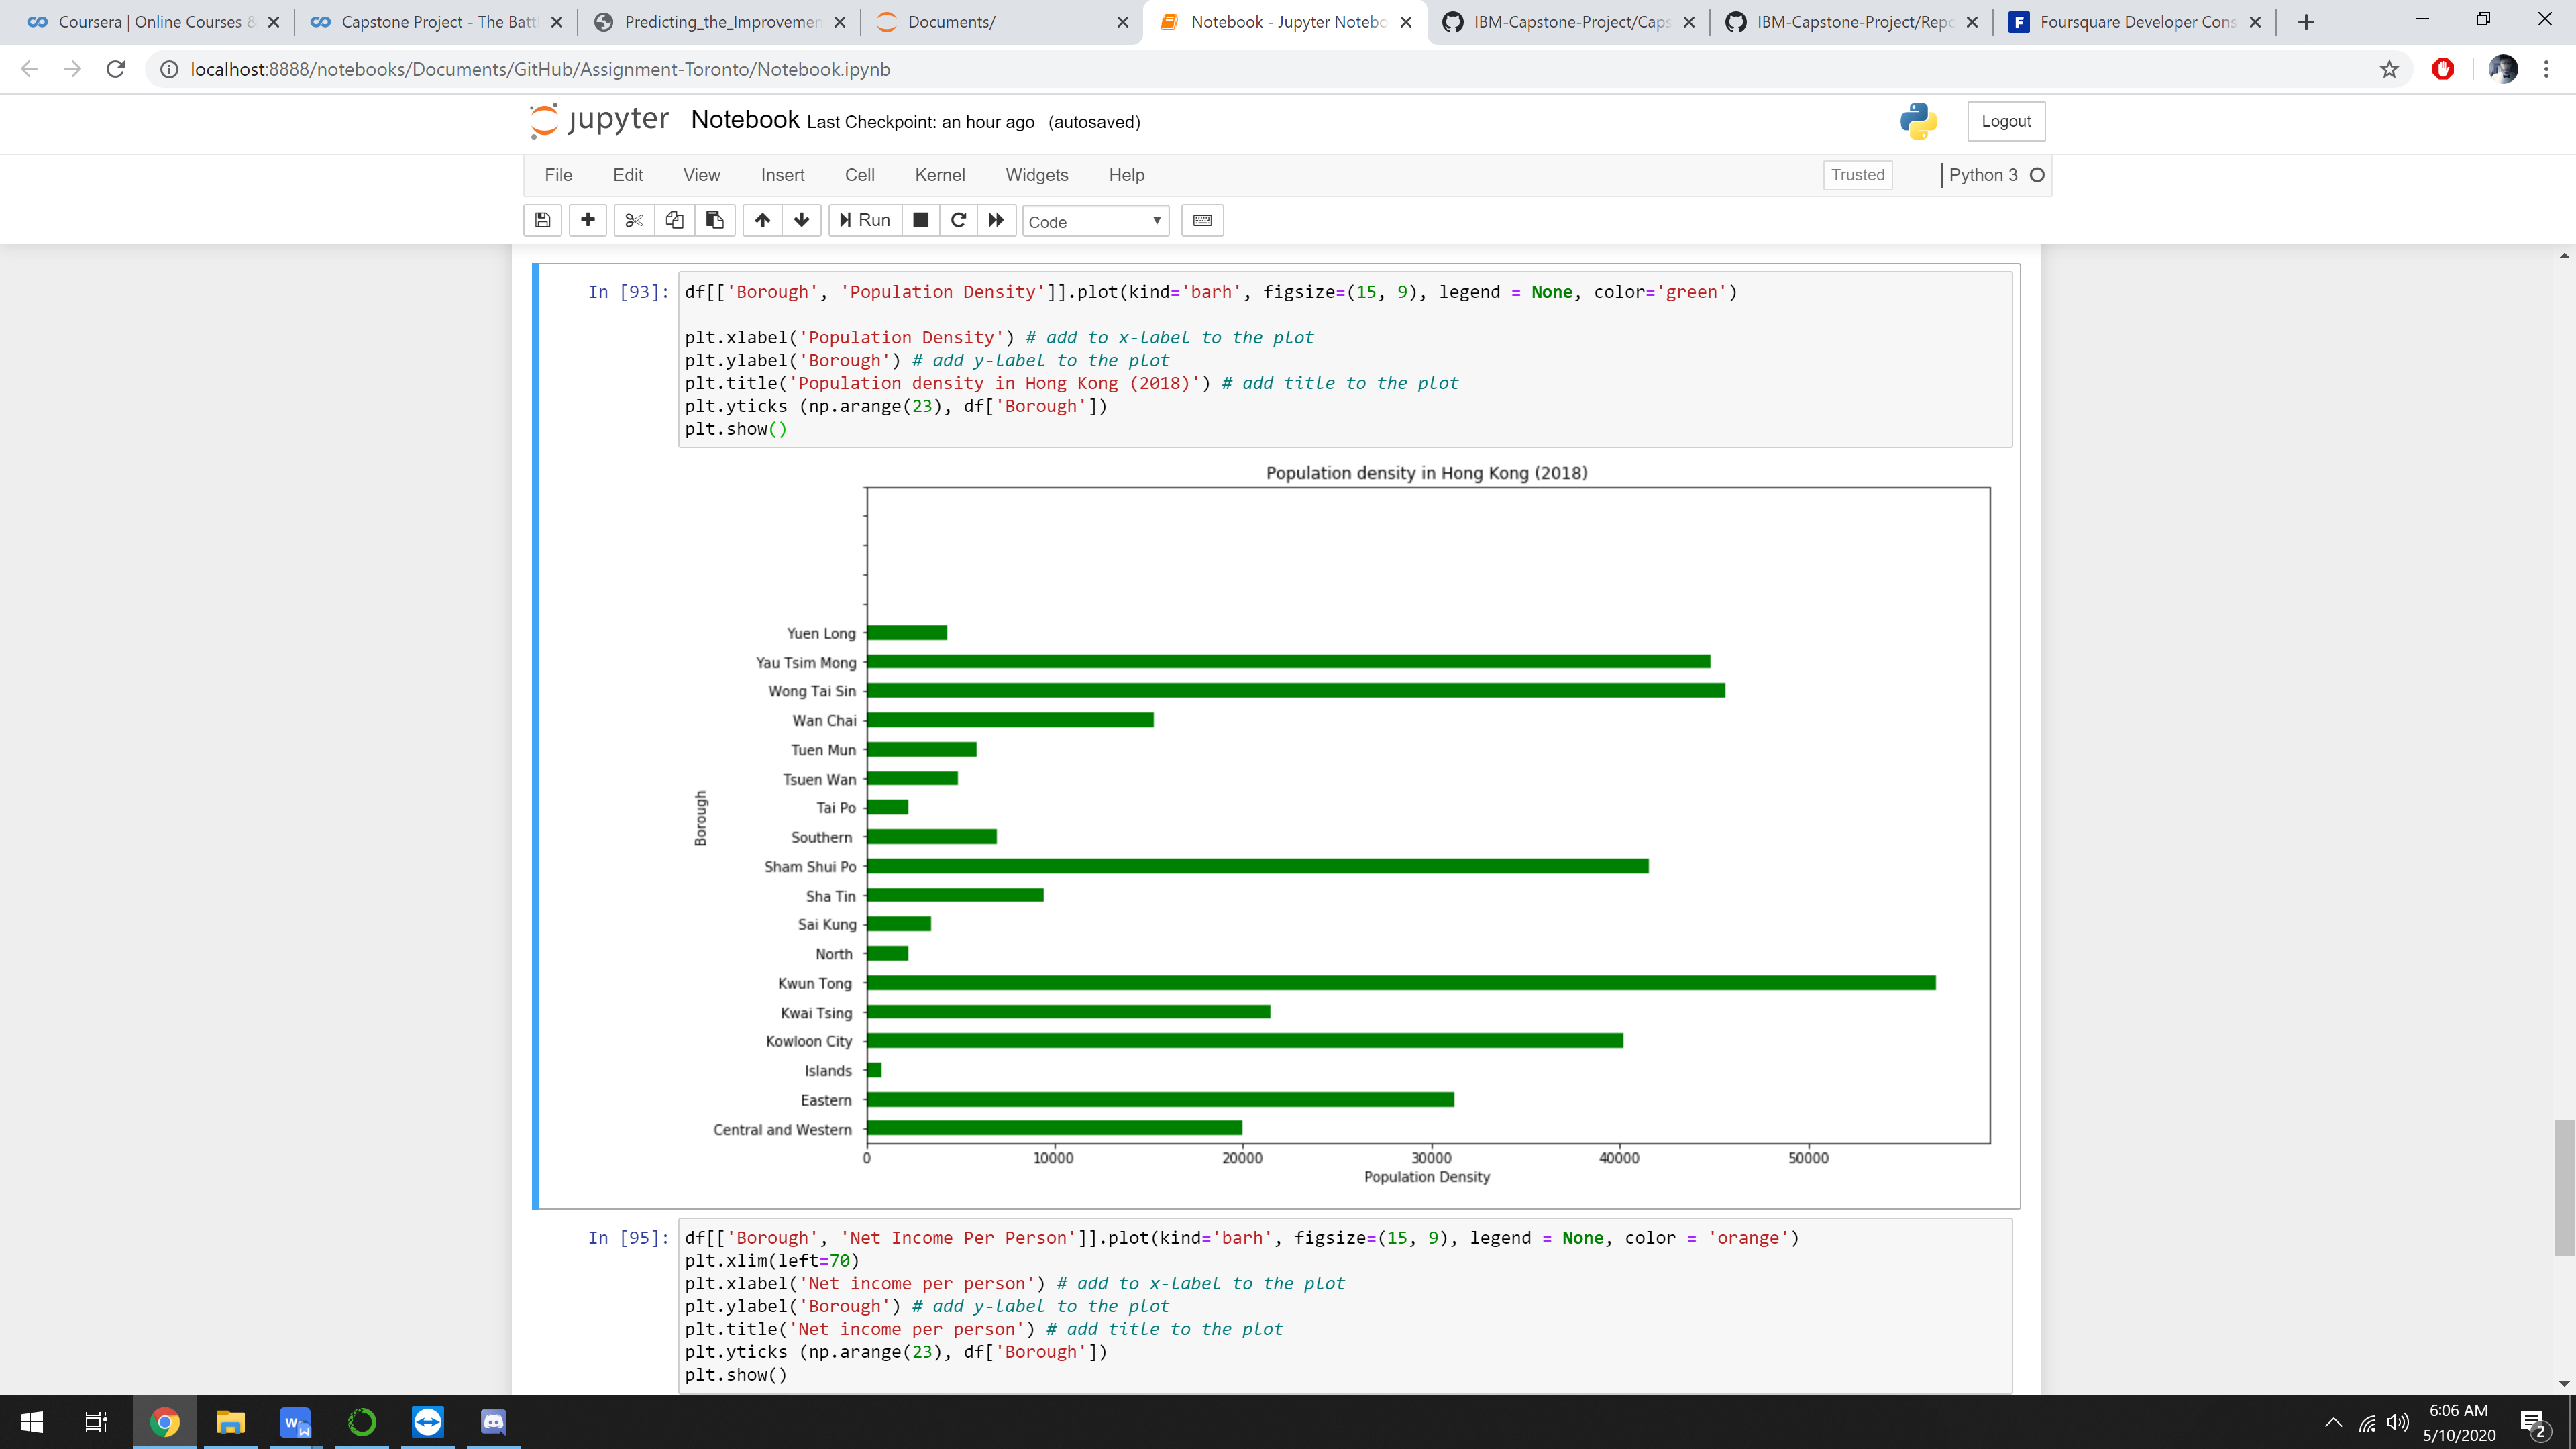 Coursera | Online Courses &
Capstone Project - The Battl
Predicting_the_Improvemen
Documents/
Notebook - Jupyter Notebo
IBM-Capstone-Project/Caps
IBM-Capstone-Project/Repo
Foursquare Developer Cons
localhost:8888/notebooks/Documents/GitHub/Assignment-Toronto/Notebook.ipynb
jupyter Notebook Last Checkpoint: an hour ago (autosaved)
Logout
File Edit View Insert Cell Kernel Widgets Help
Trusted
Python 3
Run
Code
In [93]: df[['Borough', 'Population Density']].plot(kind='barh', figsize=(15, 9), legend = None, color='green')
plt.xlabel('Population Density') # add to x-label to the plot
plt.ylabel('Borough') # add y-label to the plot
plt.title('Population density in Hong Kong (2018)') # add title to the plot
plt.yticks (np.arange(23), df['Borough'])
plt.show()
Population density in Hong Kong (2018)
Borough
Yuen Long
Yau Tsim Mong
Wong Tai Sin
Wan Chai
Tuen Mun
Tsuen Wan
Tai Po
Southern
Sham Shui Po
Sha Tin
Sai Kung
North
Kwun Tong
Kwai Tsing
Kowloon City
Islands
Eastern
Central and Western
0 10000 20000 30000 40000 50000
Population Density
In [95]: df[['Borough', 'Net Income Per Person']].plot(kind='barh', figsize=(15, 9), legend = None, color = 'orange')
plt.xlim(left=70)
plt.xlabel('Net income per person') # add to x-label to the plot
plt.ylabel('Borough') # add y-label to the plot
plt.title('Net income per person') # add title to the plot
plt.yticks (np.arange(23), df['Borough'])
plt.show()
6:06 AM
5/10/2020
2